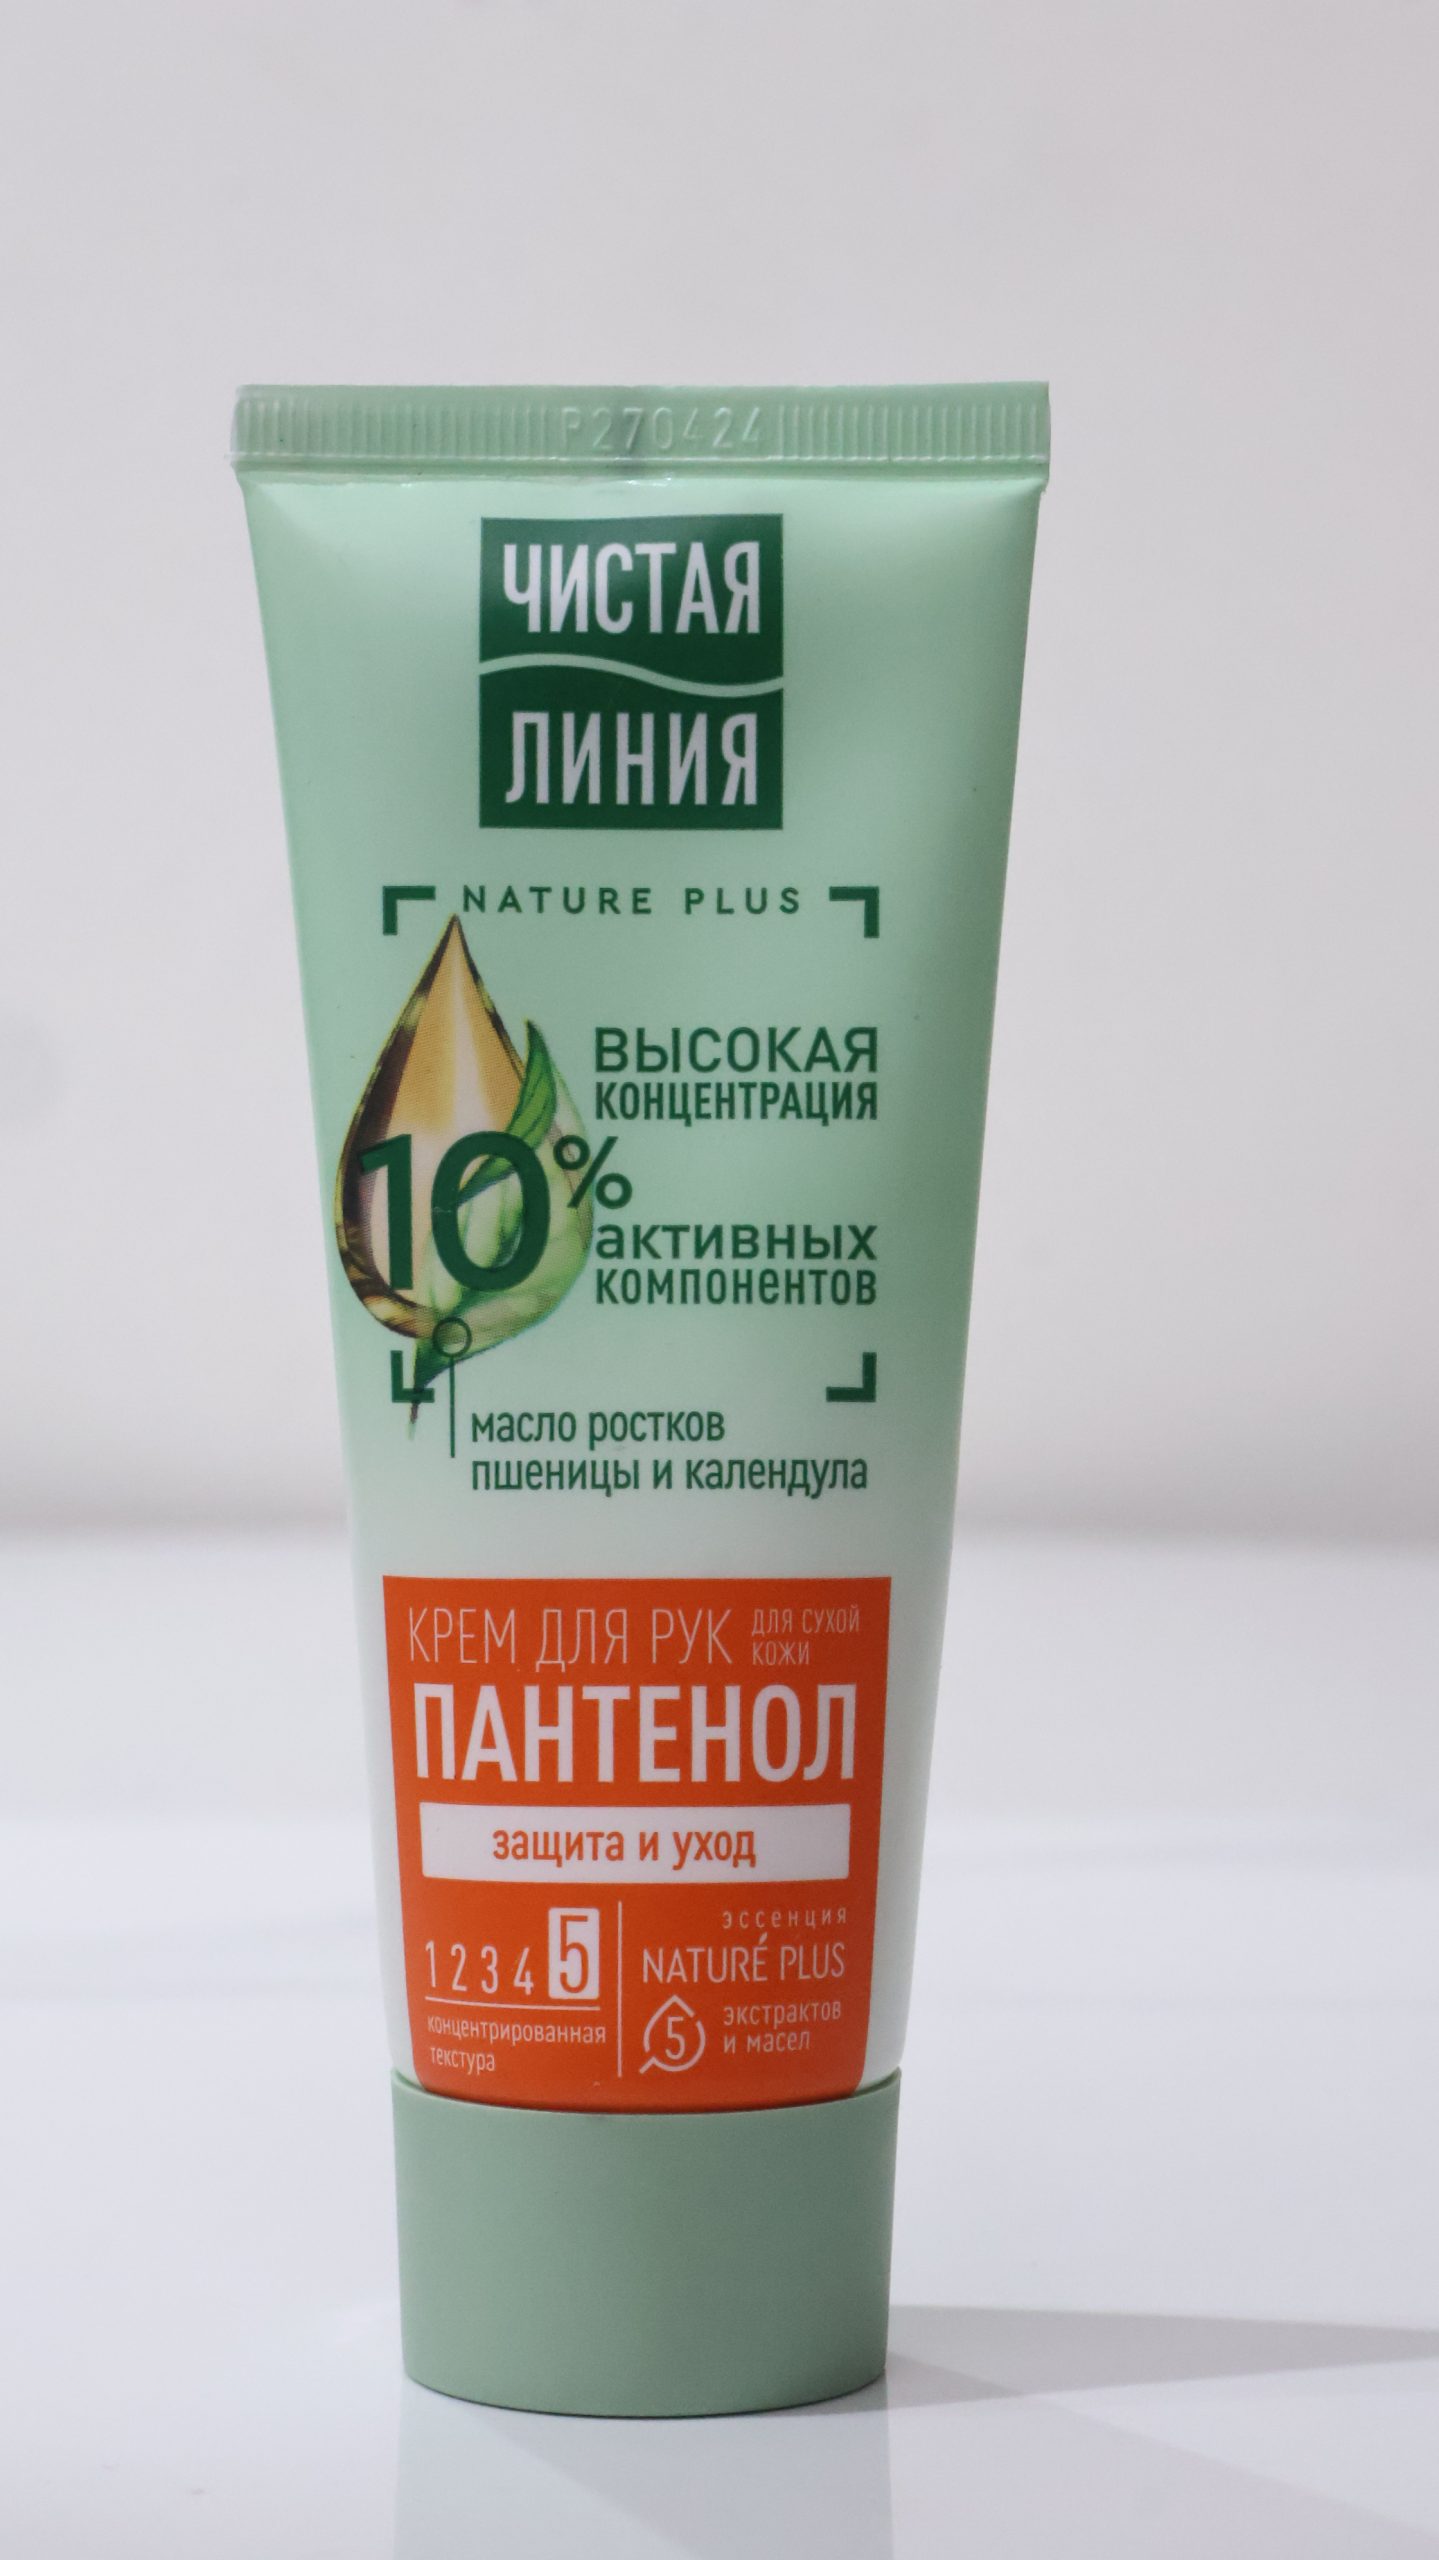 P270424
ЧИСТАЯ
ЛИНИЯ
NATURE PLUS
ВЫСОКАЯ
КОНЦЕНТРАЦИЯ
10%
активных
компонентов
масло ростков
пшеницы и календула
КРЕМ ДЛЯ РУК
для сухой
кожи
ПАНТЕНОЛ
защита и уход
1 2 3 4 5
концентрированная
текстура
эссенция
NATURÉ PLUS
5
экстрактов
и масел